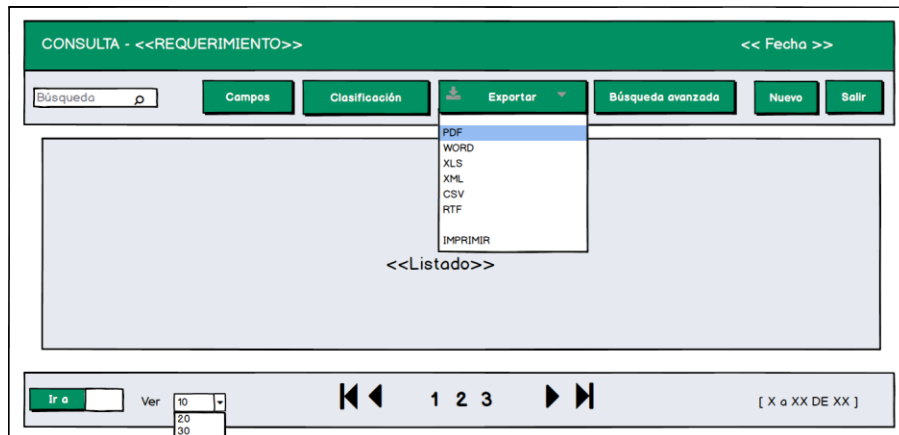 CONSULTA - <<REQUERIMIENTO>> << Fecha >>
Búsqueda Campos Clasificación Exportar Búsqueda avanzada Nuevo Salir
PDF
WORD
XLS
XML
CSV
RTF
IMPRIMIR
<<Listado>>
Ir a Ver 10 1 2 3 [ X a XX DE XX ]
20
30